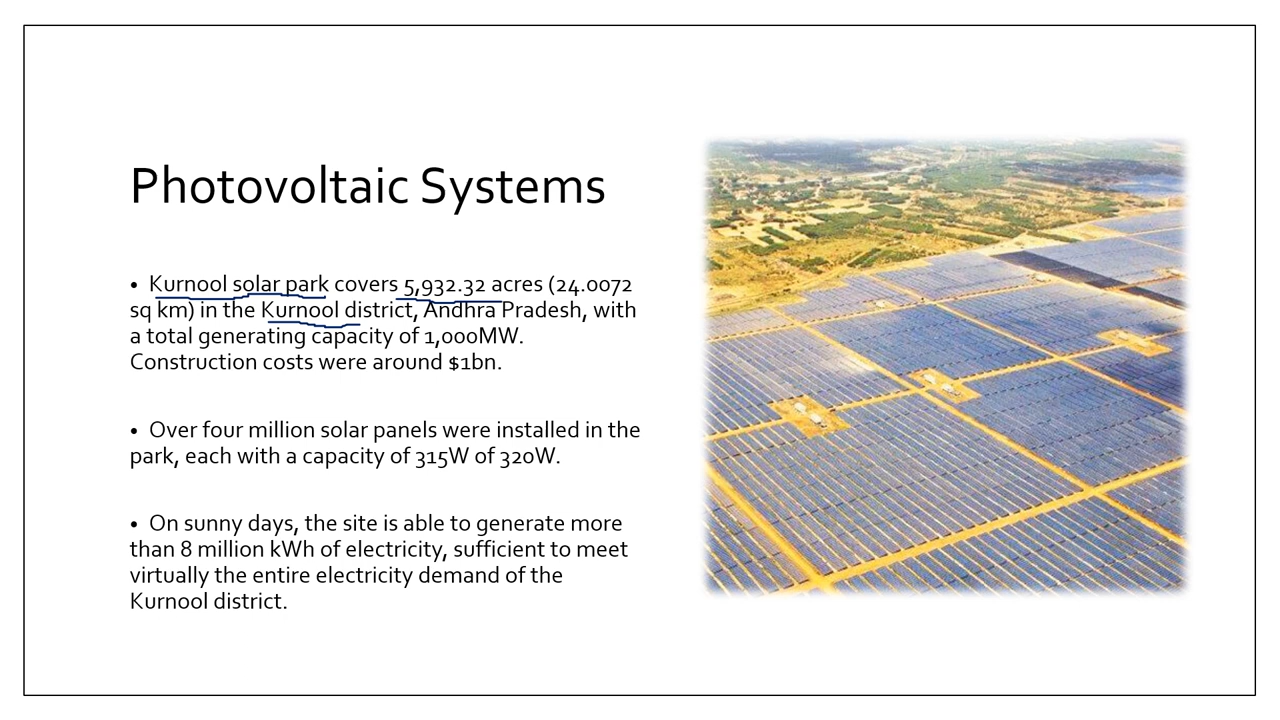 Photovoltaic Systems
• Kurnool solar park covers 5,932.32 acres (24.0072
sq km) in the Kurnool district, Andhra Pradesh, with
a total generating capacity of 1,000MW.
Construction costs were around $1bn.
• Over four million solar panels were installed in the
park, each with a capacity of 315W of 320W.
• On sunny days, the site is able to generate more
than 8 million kWh of electricity, sufficient to meet
virtually the entire electricity demand of the
Kurnool district.